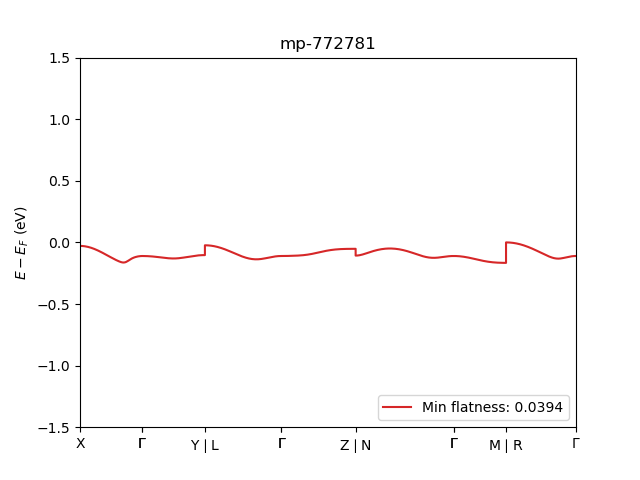 mp-772781
1.5
1.0
0.5
0.0
−0.5
−1.0
−1.5
E − E_F (eV)
Min flatness: 0.0394
X Γ Y | L Γ Z | N Γ M | R Γ